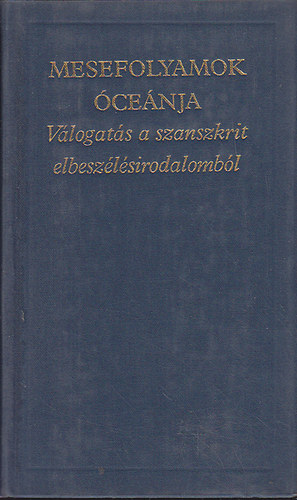 MESEFOLYAMOK
ÓCEÁNJA
Válogatás a szanszkrit
elbeszélésirodalomból